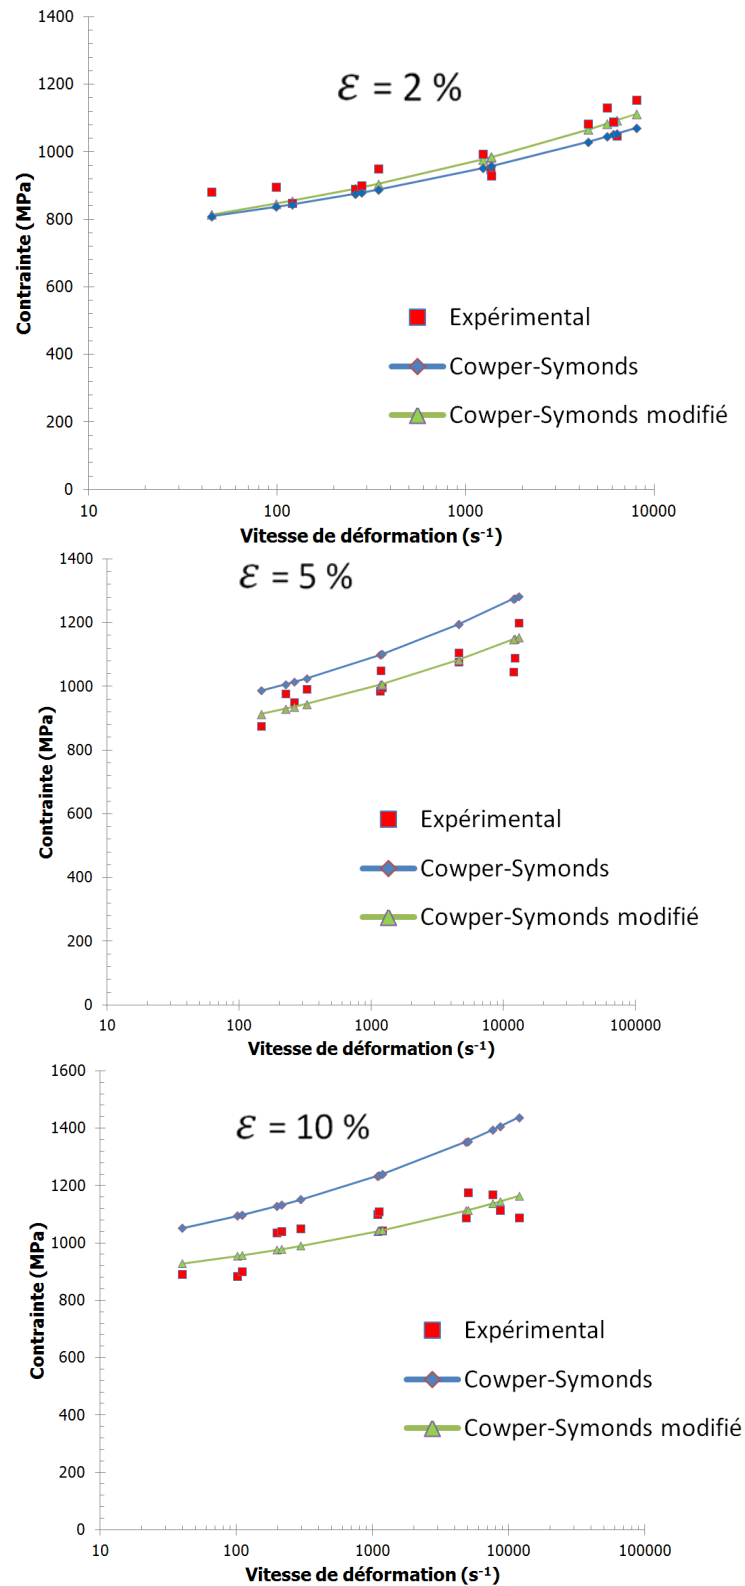 1400
ℰ = 2 %
1200
1000
800
600
400
200
0
Contrainte (MPa)
Expérimental
Cowper-Symonds
Cowper-Symonds modifié
10
100
1000
10000
Vitesse de déformation (s⁻¹)
1400
ℰ = 5 %
1200
1000
800
600
400
200
0
Contrainte (MPa)
Expérimental
Cowper-Symonds
Cowper-Symonds modifié
10
100
1000
10000
100000
Vitesse de déformation (s⁻¹)
1600
ℰ = 10 %
1400
1200
1000
800
600
400
200
0
Contrainte (MPa)
Expérimental
Cowper-Symonds
Cowper-Symonds modifié
10
100
1000
10000
100000
Vitesse de déformation (s⁻¹)